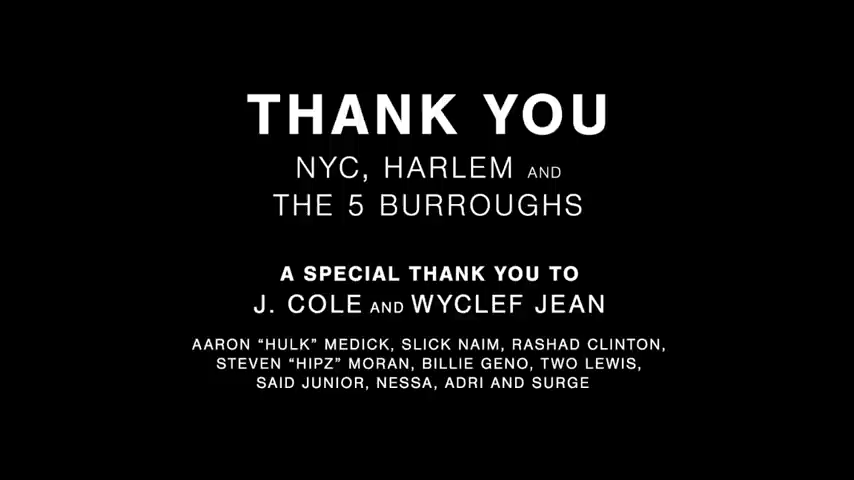 THANK YOU
NYC, HARLEM AND
THE 5 BURROUGHS
A SPECIAL THANK YOU TO
J. COLE AND WYCLEF JEAN
AARON “HULK” MEDICK, SLICK NAIM, RASHAD CLINTON,
STEVEN “HIPZ” MORAN, BILLIE GENO, TWO LEWIS,
SAID JUNIOR, NESSA, ADRI AND SURGE